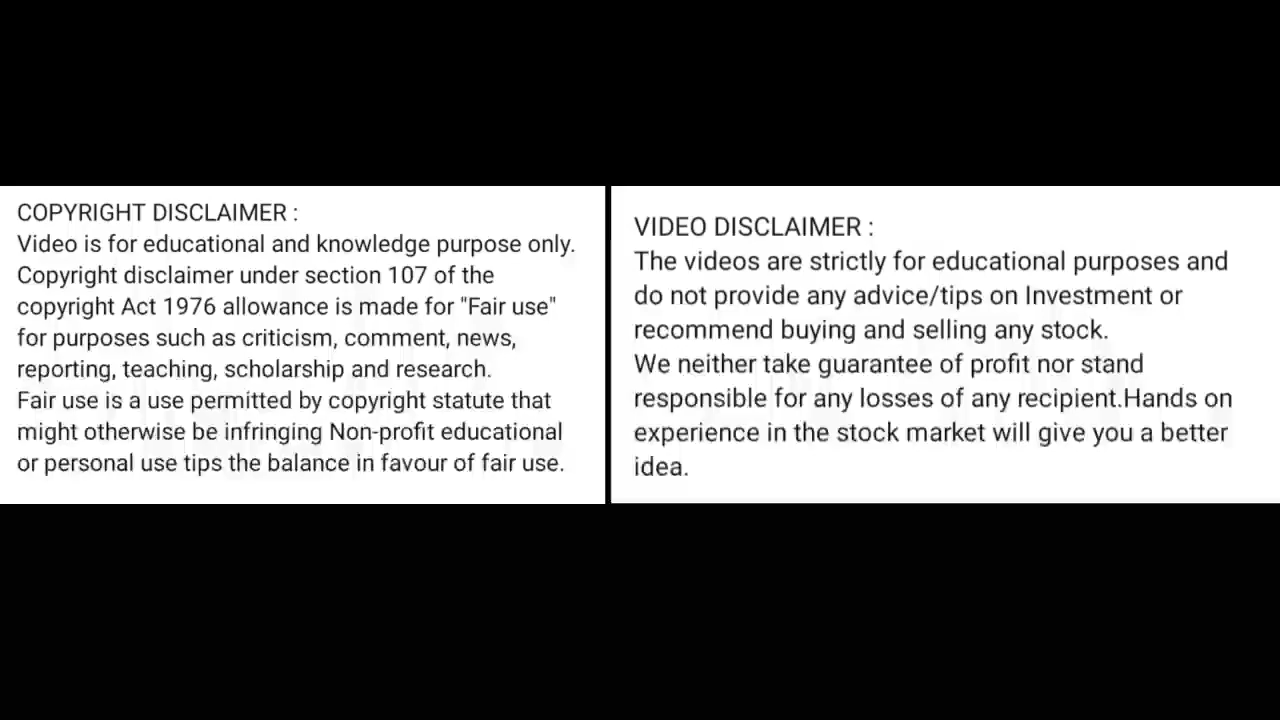 COPYRIGHT DISCLAIMER :
Video is for educational and knowledge purpose only.
Copyright disclaimer under section 107 of the
copyright Act 1976 allowance is made for "Fair use"
for purposes such as criticism, comment, news,
reporting, teaching, scholarship and research.
Fair use is a use permitted by copyright statute that
might otherwise be infringing Non-profit educational
or personal use tips the balance in favour of fair use.
VIDEO DISCLAIMER :
The videos are strictly for educational purposes and
do not provide any advice/tips on Investment or
recommend buying and selling any stock.
We neither take guarantee of profit nor stand
responsible for any losses of any recipient.Hands on
experience in the stock market will give you a better
idea.